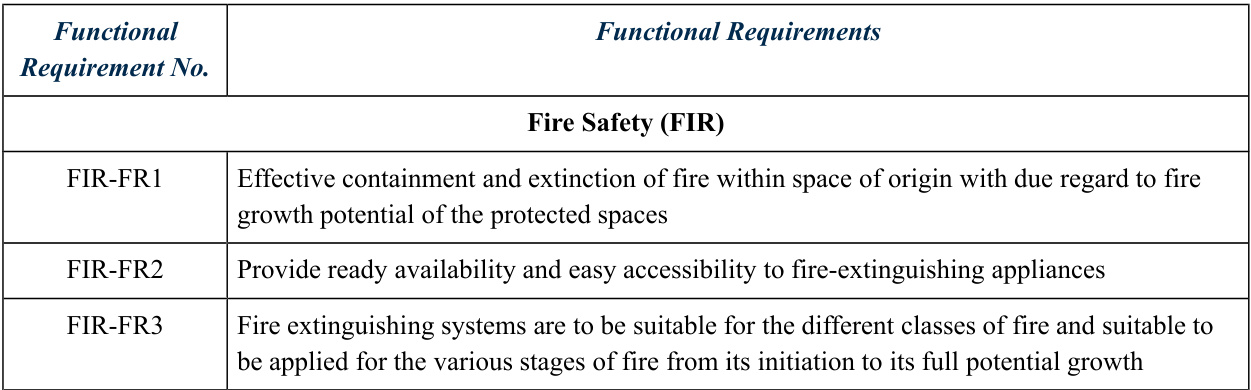 Functional
Requirement No.
Functional Requirements
Fire Safety (FIR)
FIR-FR1
Effective containment and extinction of fire within space of origin with due regard to fire
growth potential of the protected spaces
FIR-FR2
Provide ready availability and easy accessibility to fire-extinguishing appliances
FIR-FR3
Fire extinguishing systems are to be suitable for the different classes of fire and suitable to
be applied for the various stages of fire from its initiation to its full potential growth